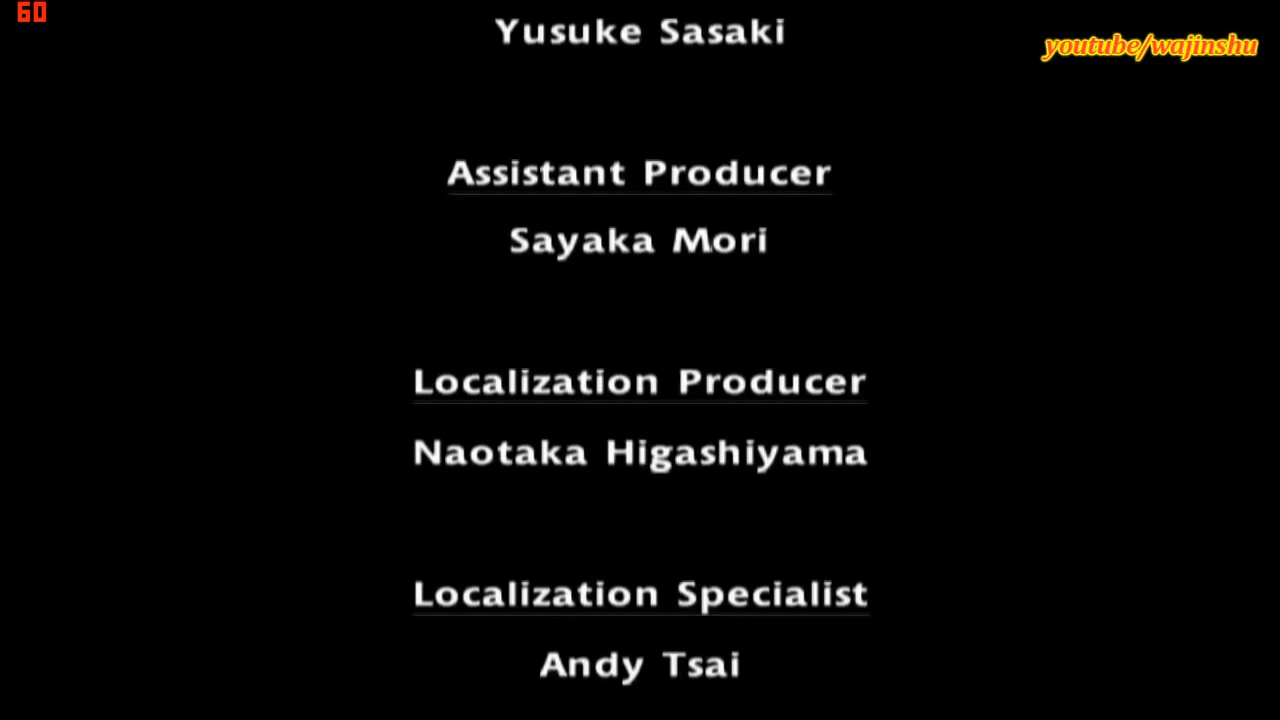 60
Yusuke Sasaki
youtube/wajinshu
Assistant Producer
Sayaka Mori
Localization Producer
Naotaka Higashiyama
Localization Specialist
Andy Tsai